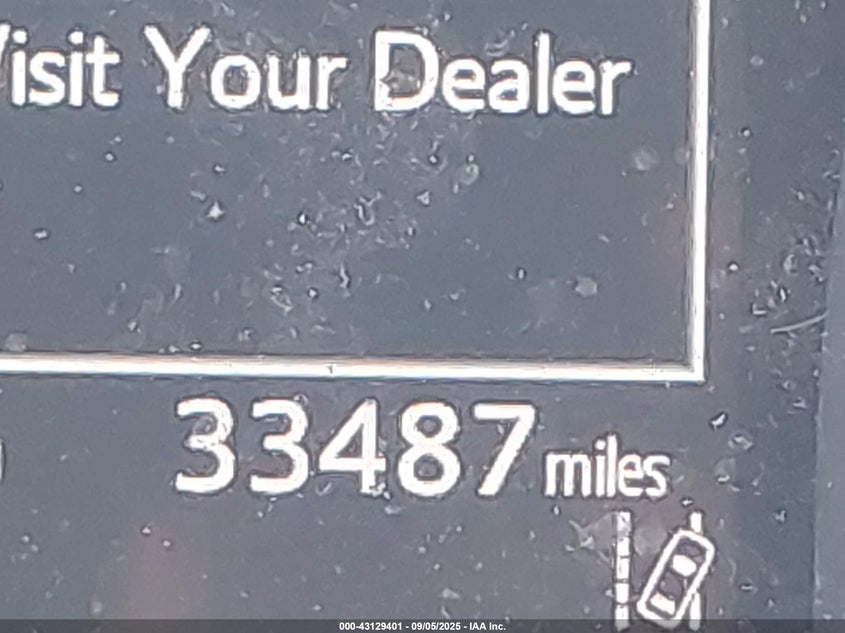 Visit Your Dealer
33487 miles
000-43129401 - 09/05/2025 - IAA Inc.